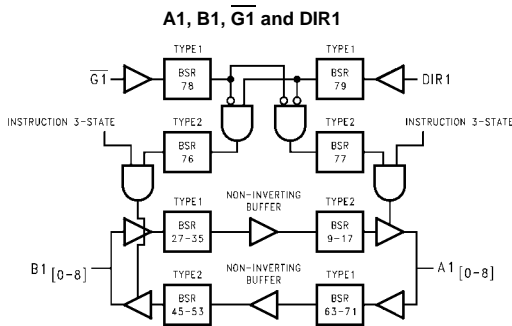 A1, B1, G1 and DIR1
TYPE1
TYPE1
G1
BSR
78
BSR
79
DIR1
INSTRUCTION 3-STATE
TYPE2
TYPE2
INSTRUCTION 3-STATE
BSR
76
BSR
77
TYPE1
NON-INVERTING
BUFFER
TYPE2
BSR
27-35
BSR
9-17
B1 [0-8]
A1 [0-8]
TYPE2
NON-INVERTING
BUFFER
TYPE1
BSR
45-53
BSR
63-71